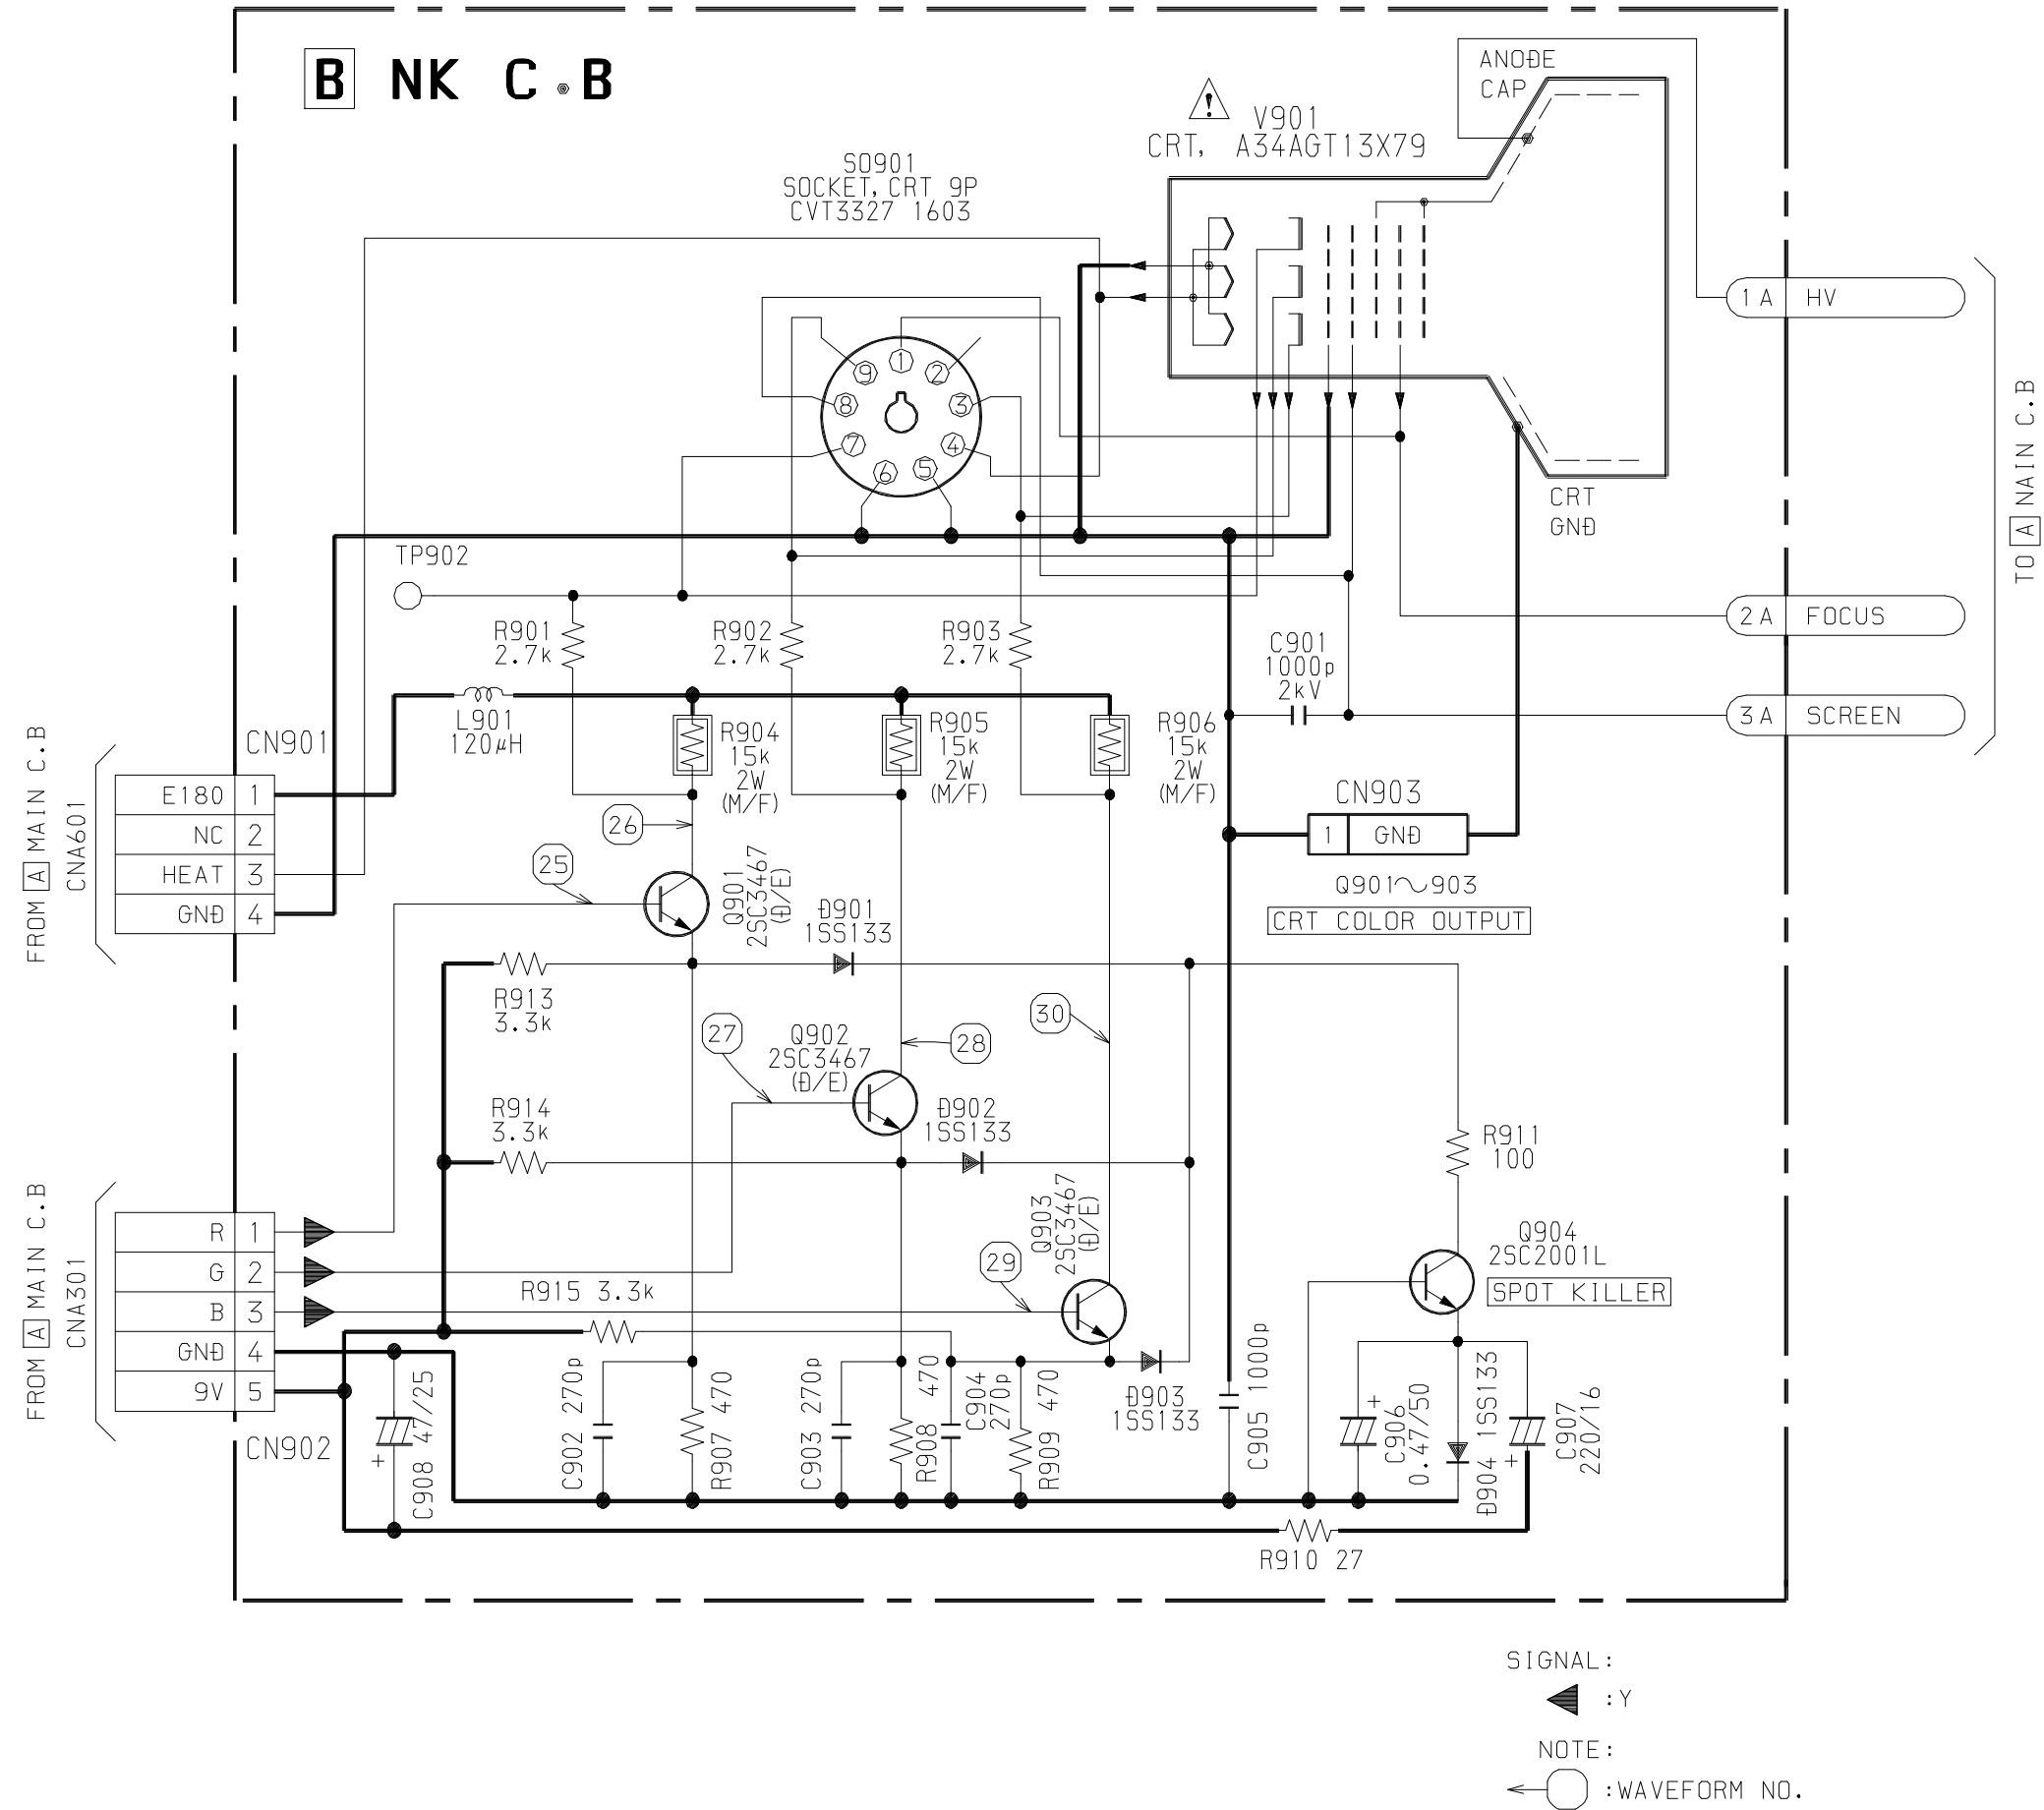 B NK C.B
ANODE
CAP
V901
CRT, A34AGT13X79
SO901
SOCKET, CRT 9P
CVT3327 1603
1A HV
1
2
3
4
5
6
7
8
9
CRT
GND
TO A NAIN C.B
TP902
R901
2.7k
R902
2.7k
R903
2.7k
C901
1000p
2kV
2A FOCUS
3A SCREEN
L901
120μH
R904
15k
2W
(M/F)
R905
15k
2W
(M/F)
R906
15k
2W
(M/F)
FROM A MAIN C.B
CNA601
CN901
E180 1
NC 2
HEAT 3
GND 4
CN903
1 GND
26
25
Q901
2SC3467
(D/E)
Q901~903
CRT COLOR OUTPUT
D901
1SS133
R913
3.3k
27
Q902
2SC3467
(D/E)
28
30
R914
3.3k
D902
1SS133
R911
100
FROM A MAIN C.B
CNA301
R 1
G 2
B 3
GND 4
9V 5
CN902
Q903
2SC3467
(D/E)
29
Q904
2SC2001L
SPOT KILLER
R915 3.3k
C908 47/25
+
C902 270p
R907 470
C903 270p
R908 470
C904
270p
R909 470
D903
1SS133
C905 1000p
+
C906
0.47/50
D904 1SS133
+
C907
220/16
R910 27
SIGNAL:
:Y
NOTE:
:WAVEFORM NO.